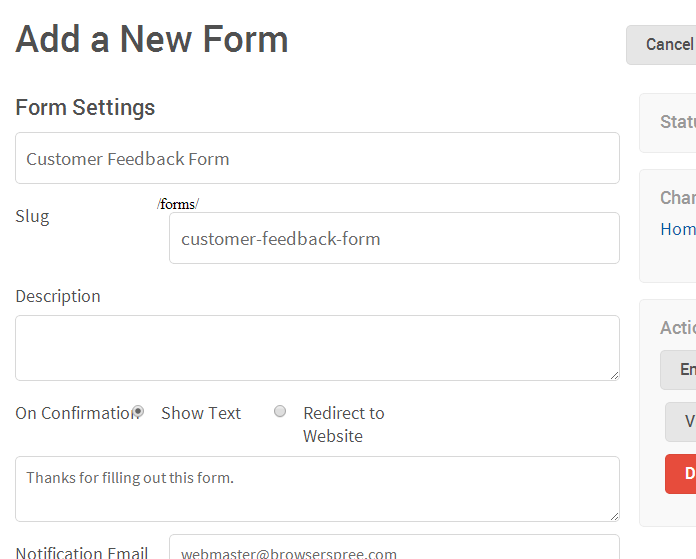 Add a New Form
Cancel
Form Settings
Customer Feedback Form
/forms/
Slug
customer-feedback-form
Description
On Confirmation
Show Text
Redirect to
Website
Thanks for filling out this form.
Notification Email
webmaster@browserspree.com
Statu
Char
Hom
Actio
En
V
D